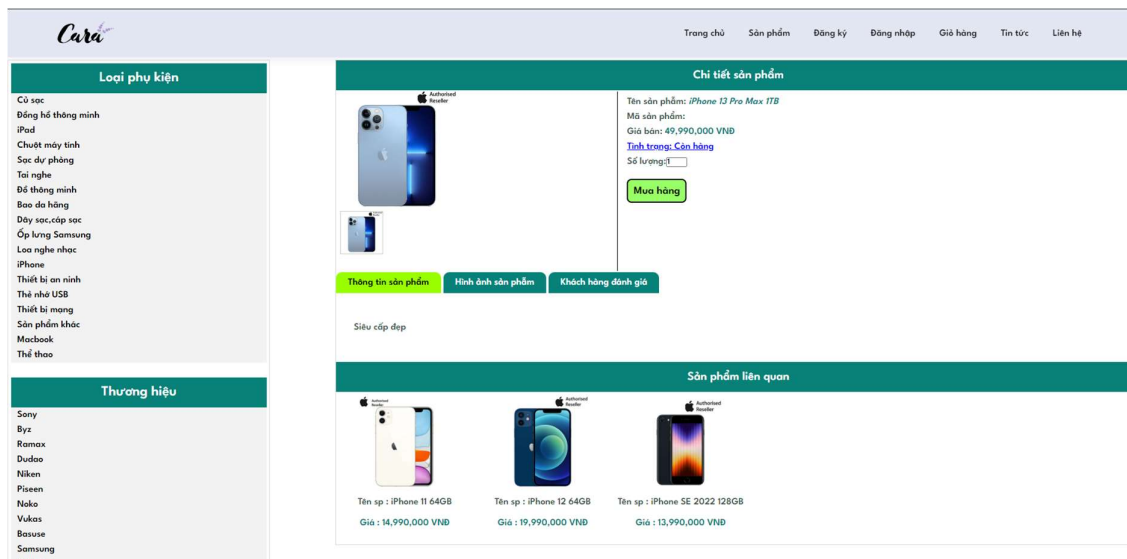 Cara
Trang chủ Sản phẩm Đăng ký Đăng nhập Giỏ hàng Tin tức Liên hệ
Loại phụ kiện
Củ sạc
Đồng hồ thông minh
iPad
Chuột máy tính
Sạc dự phòng
Tai nghe
Đồ thông minh
Bao da hãng
Dây sạc,cáp sạc
Ốp lưng Samsung
Loa nghe nhạc
iPhone
Thiết bị an ninh
Thẻ nhớ USB
Thiết bị mạng
Sản phẩm khác
Macbook
Thể thao
Thương hiệu
Sony
Byz
Ramax
Dudao
Niken
Piseen
Noko
Vukas
Basuse
Samsung
Chi tiết sản phẩm
Authorised
Reseller
Tên sản phẩm: iPhone 13 Pro Max 1TB
Mã sản phẩm:
Giá bán: 49,990,000 VNĐ
Tình trạng: Còn hàng
Số lượng:1
Mua hàng
Thông tin sản phẩm Hình ảnh sản phẩm Khách hàng đánh giá
Siêu cấp đẹp
Sản phẩm liên quan
Authorised
Reseller
Authorised
Reseller
Authorised
Reseller
Tên sp : iPhone 11 64GB Tên sp : iPhone 12 64GB Tên sp : iPhone SE 2022 128GB
Giá : 14,990,000 VNĐ Giá : 19,990,000 VNĐ Giá : 13,990,000 VNĐ